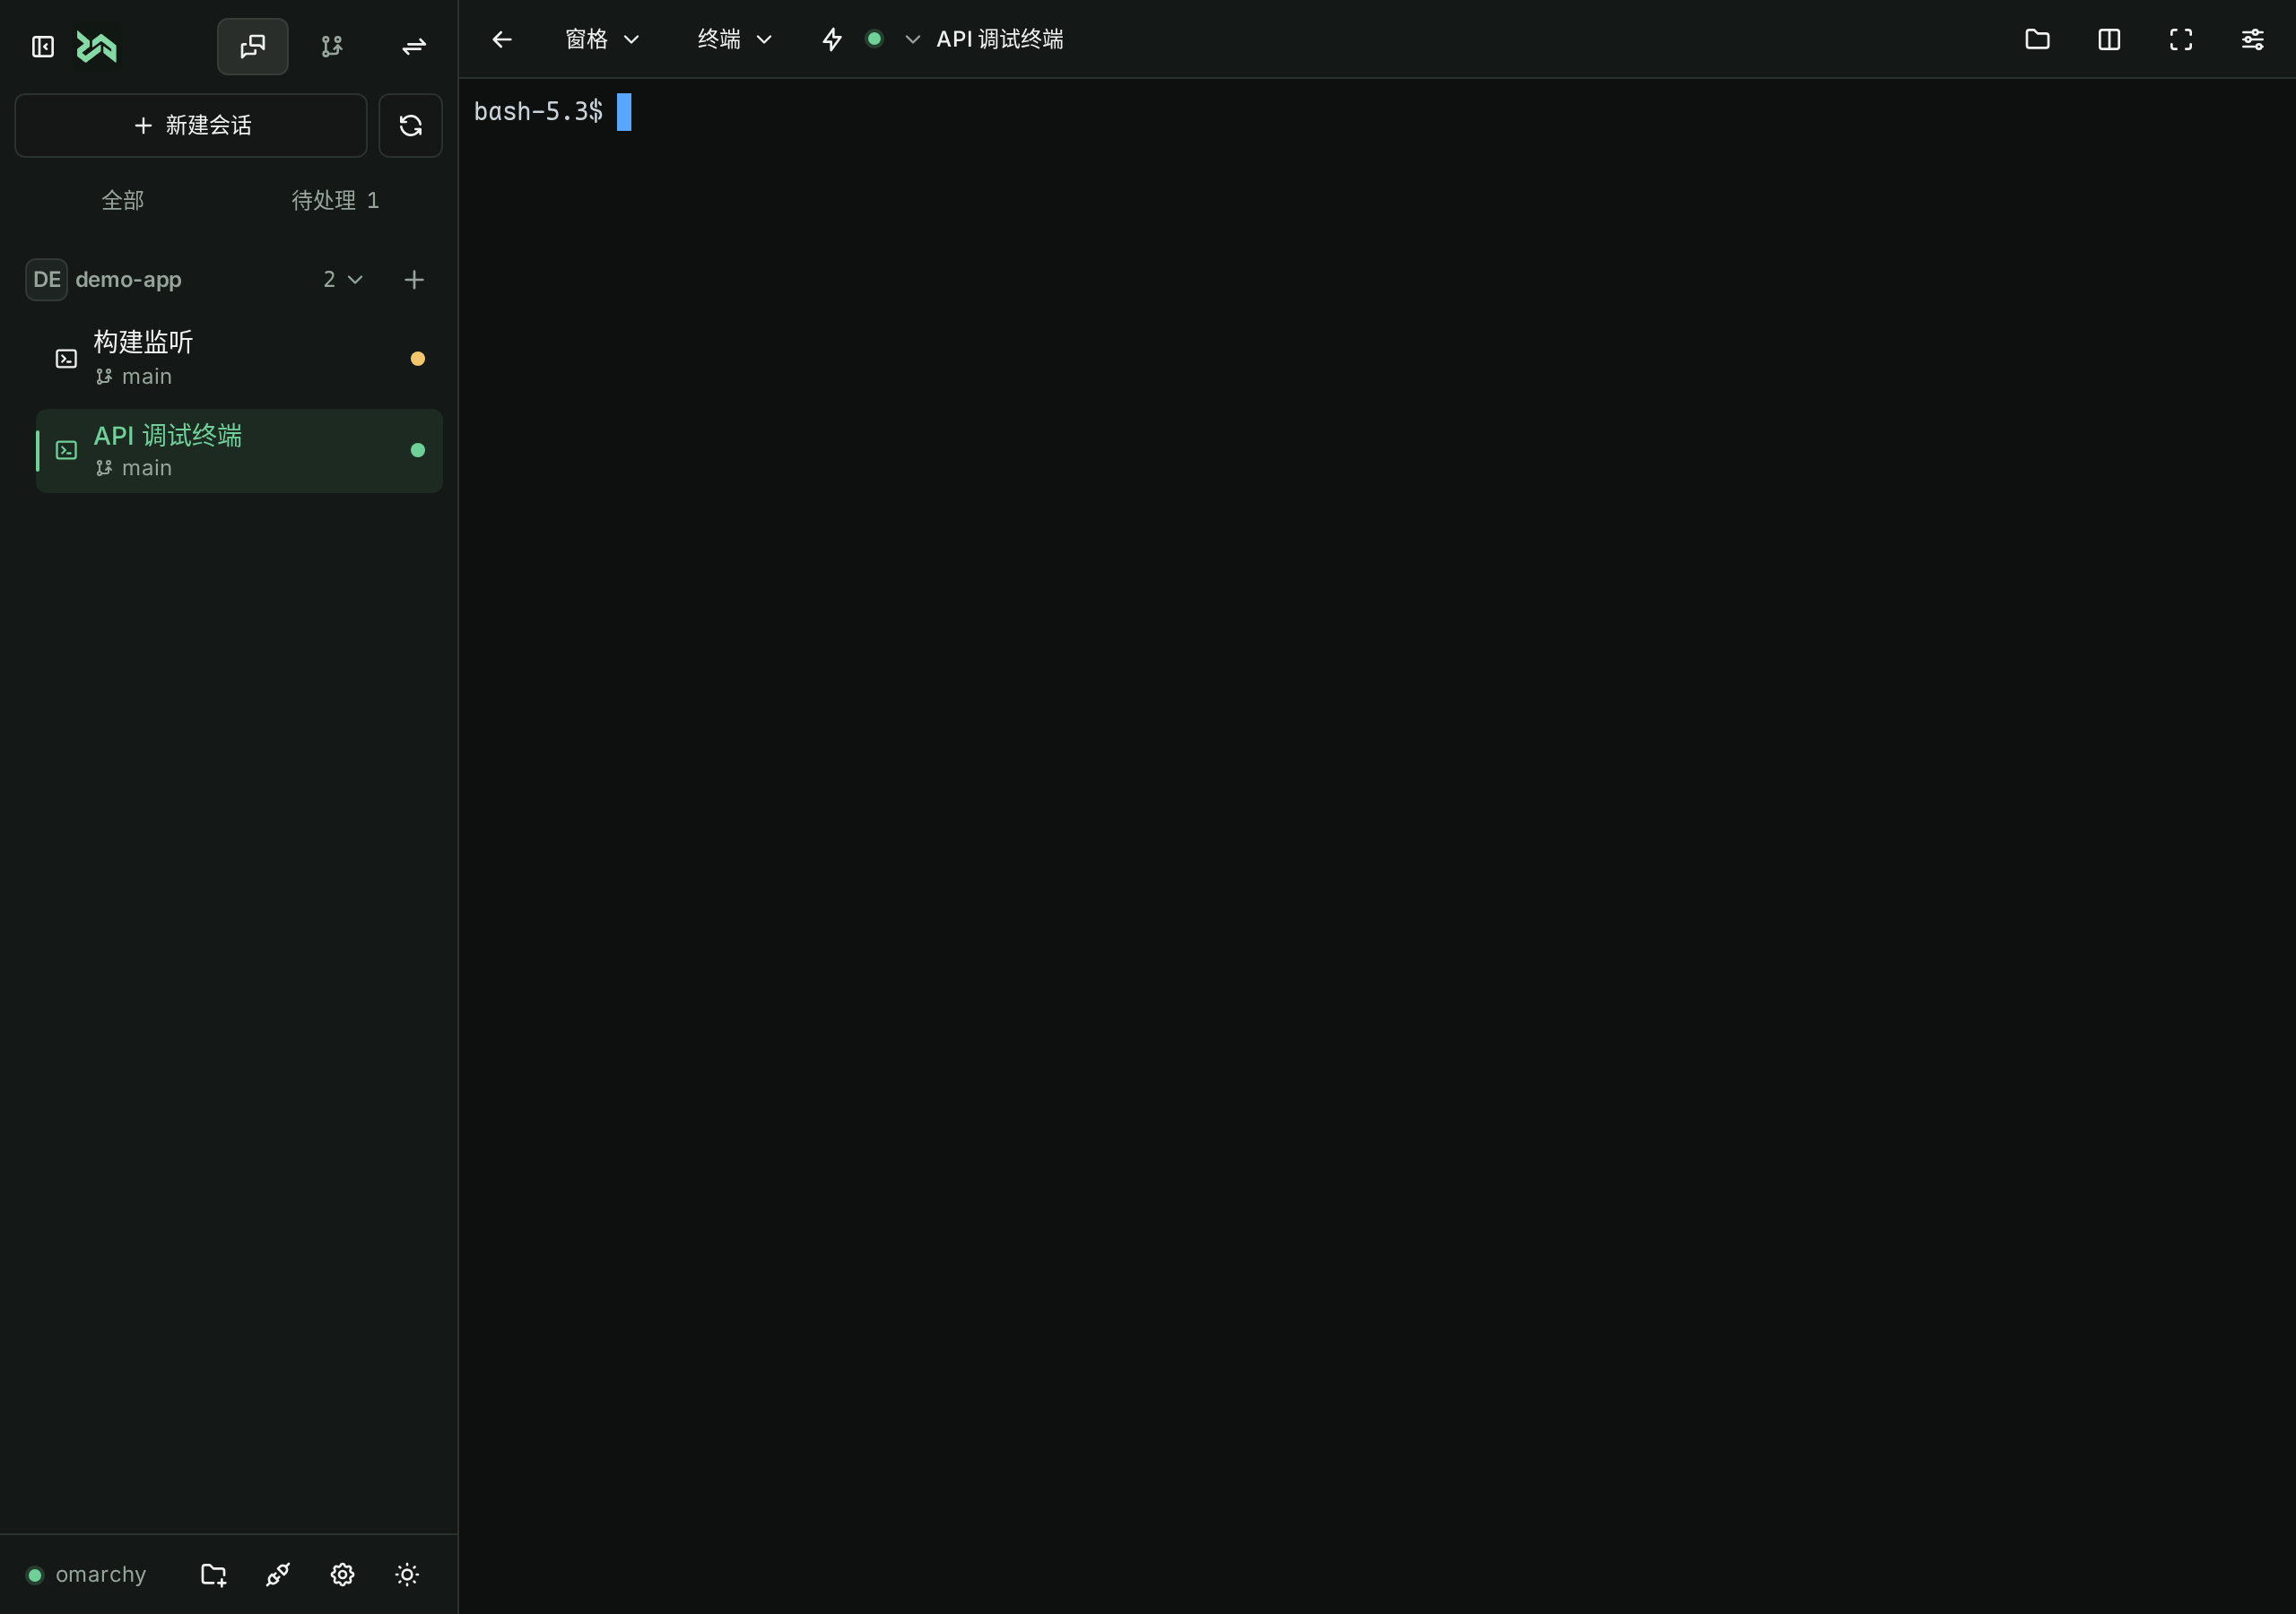 窗格 终端 API 调试终端
新建会话
全部 待处理 1
DE demo-app 2
构建监听
main
API 调试终端
main
omarchy
bash-5.3$